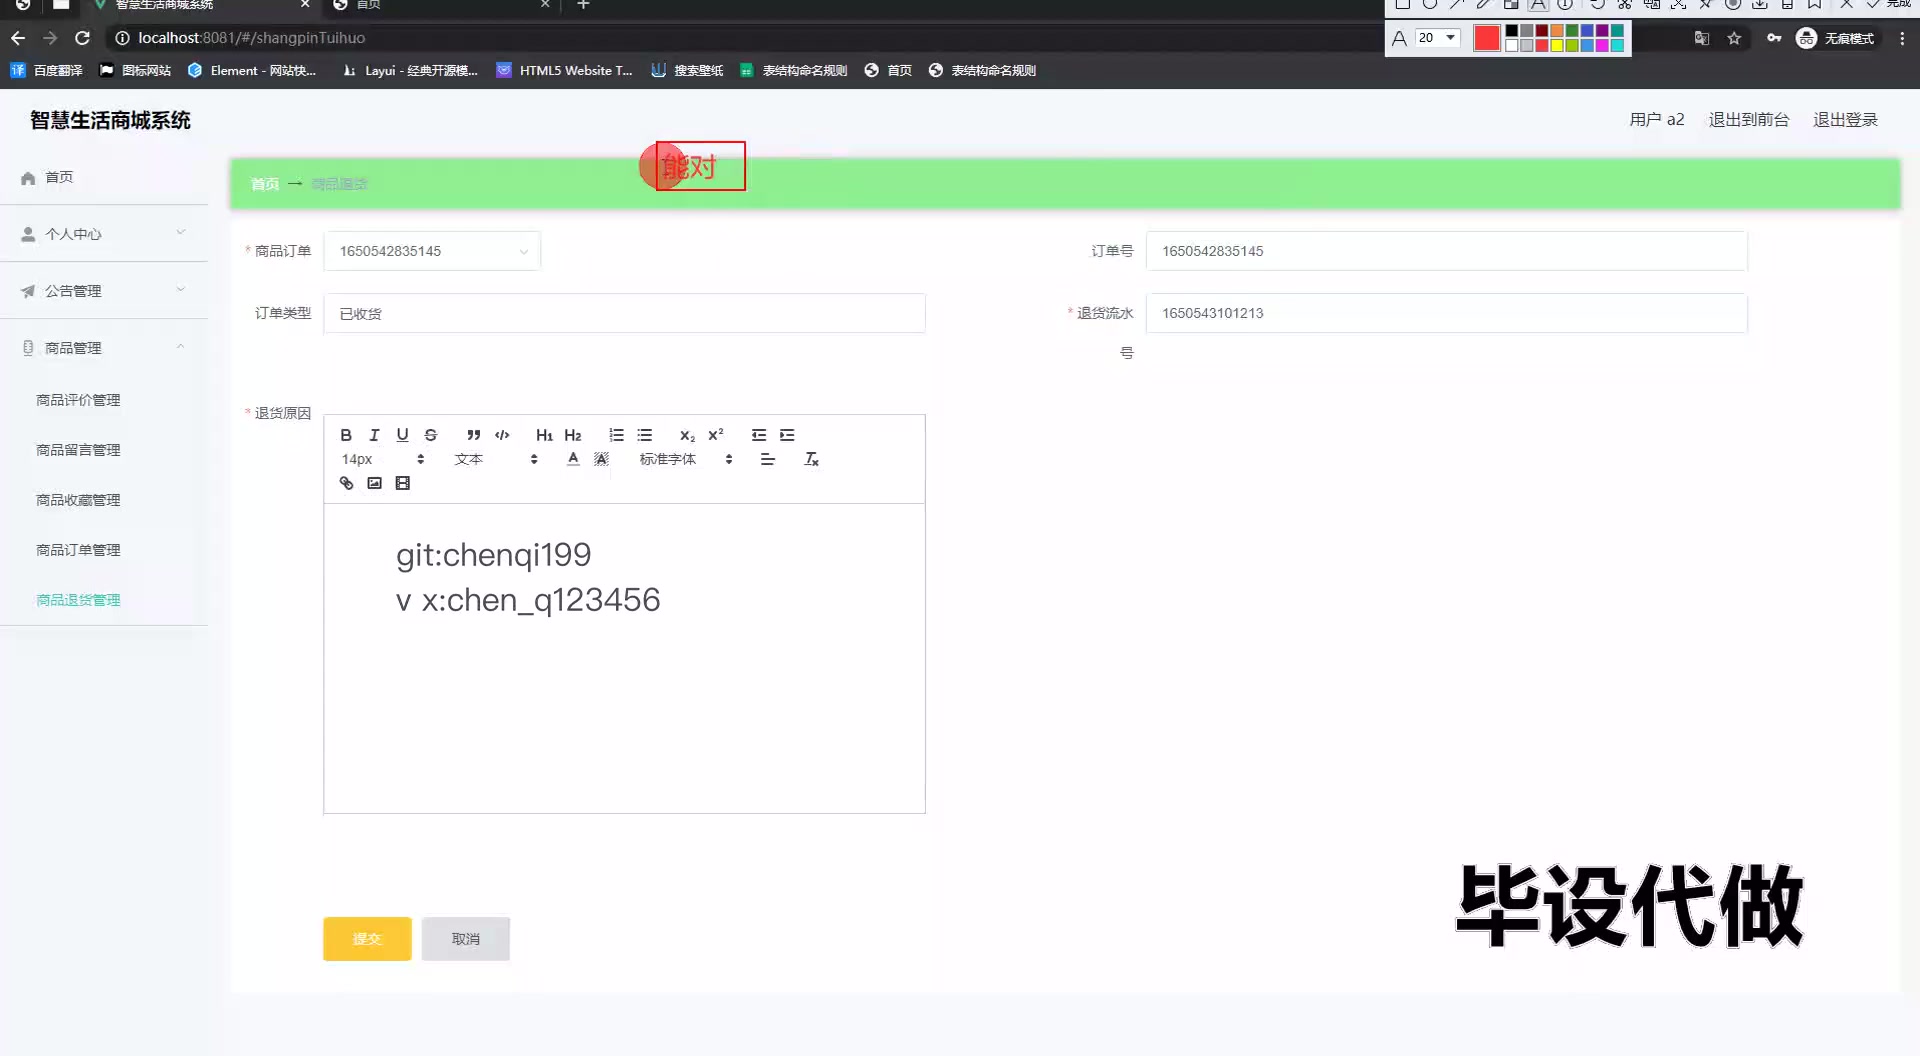 智慧生活商城系统
首页
完成
localhost:8081/#/shangpinTuihuo
20
无痕模式
百度翻译
图标网站
Element - 网站快...
Layui - 经典开源模...
HTML5 Website T...
搜索壁纸
表结构命名规则
首页
表结构命名规则
智慧生活商城系统
用户 a2
退出到前台
退出登录
首页
个人中心
公告管理
商品管理
商品评价管理
商品留言管理
商品收藏管理
商品订单管理
商品退货管理
首页 → 商品退货
能对
* 商品订单
1650542835145
订单号
1650542835145
订单类型
已收货
* 退货流水
号
1650543101213
* 退货原因
14px
文本
标准字体
git:chenqi199
v x:chen_q123456
提交
取消
毕设代做